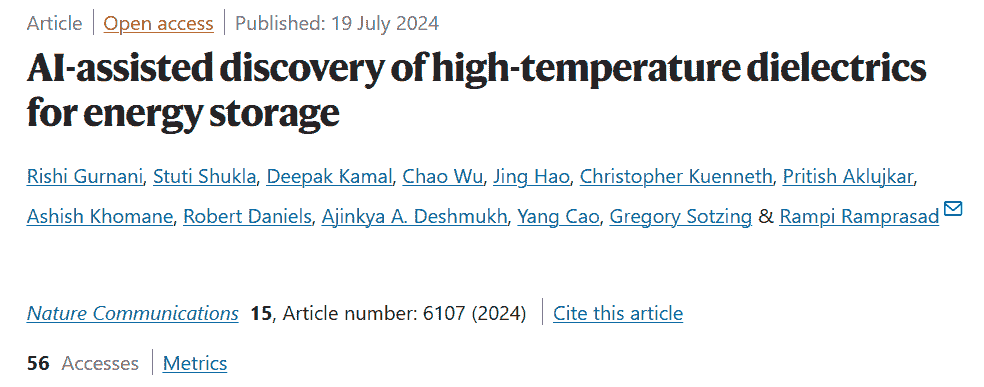 Article | Open access | Published: 19 July 2024
AI-assisted discovery of high-temperature dielectrics
for energy storage
Rishi Gurnani, Stuti Shukla, Deepak Kamal, Chao Wu, Jing Hao, Christopher Kuenneth, Pritish Aklujkar,
Ashish Khomane, Robert Daniels, Ajinkya A. Deshmukh, Yang Cao, Gregory Sotzing & Rampi Ramprasad
Nature Communications 15, Article number: 6107 (2024) | Cite this article
56 Accesses | Metrics